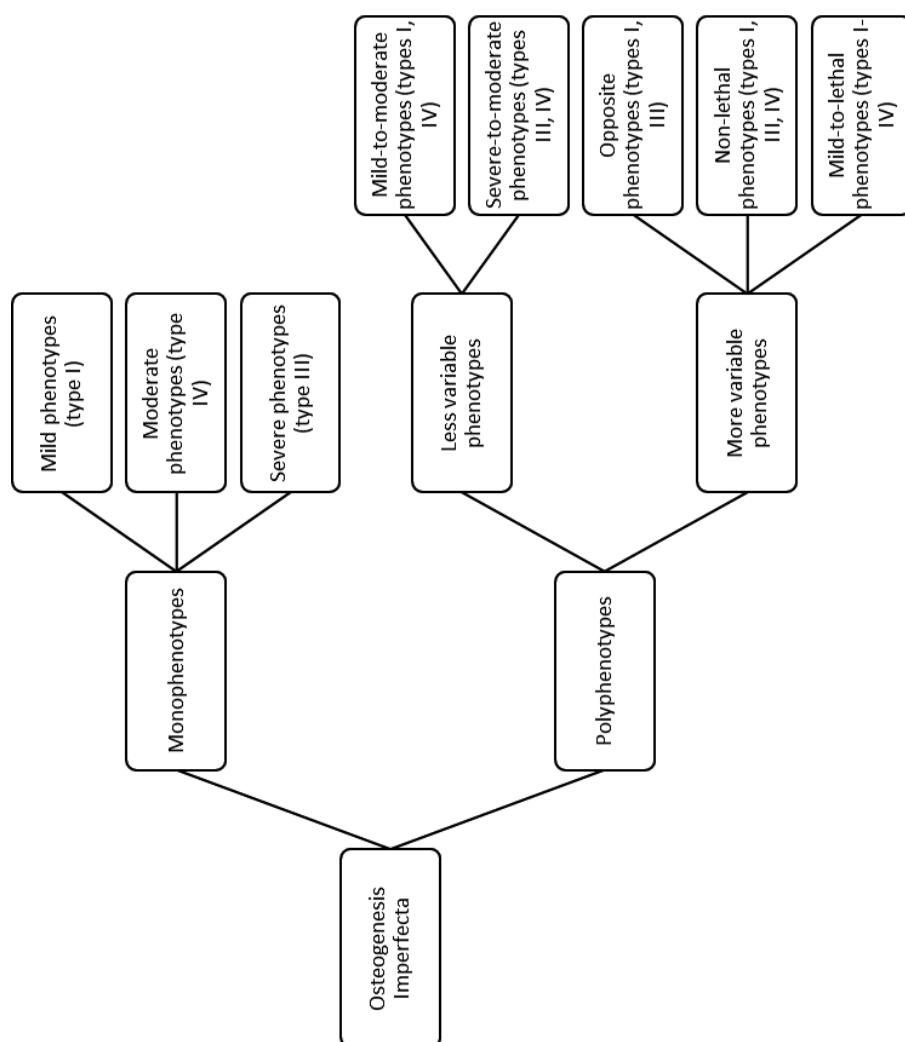 Osteogenesis
Imperfecta
Monophenotypes
Mild phenotypes
(type I)
Moderate
phenotypes (type
IV)
Severe phenotypes
(type III)
Polyphenotypes
Less variable
phenotypes
Mild-to-moderate
phenotypes (types I,
IV)
Severe-to-moderate
phenotypes (types
III, IV)
More variable
phenotypes
Opposite
phenotypes (types I,
III)
Non-lethal
phenotypes (types I,
III, IV)
Mild-to-lethal
phenotypes (types I-
IV)